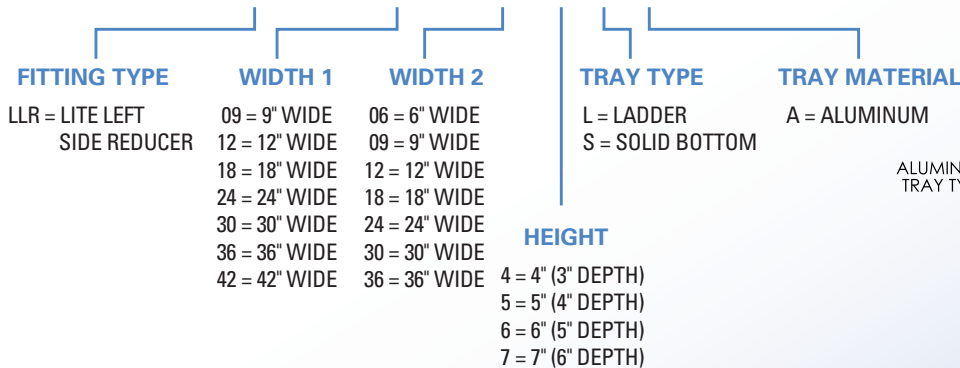 FITTING TYPE
LLR = LITE LEFT
SIDE REDUCER
WIDTH 1
09 = 9" WIDE
12 = 12" WIDE
18 = 18" WIDE
24 = 24" WIDE
30 = 30" WIDE
36 = 36" WIDE
42 = 42" WIDE
WIDTH 2
06 = 6" WIDE
09 = 9" WIDE
12 = 12" WIDE
18 = 18" WIDE
24 = 24" WIDE
30 = 30" WIDE
36 = 36" WIDE
HEIGHT
4 = 4" (3" DEPTH)
5 = 5" (4" DEPTH)
6 = 6" (5" DEPTH)
7 = 7" (6" DEPTH)
TRAY TYPE
L = LADDER
S = SOLID BOTTOM
TRAY MATERIAL
A = ALUMINUM
ALUMIN
TRAY TY